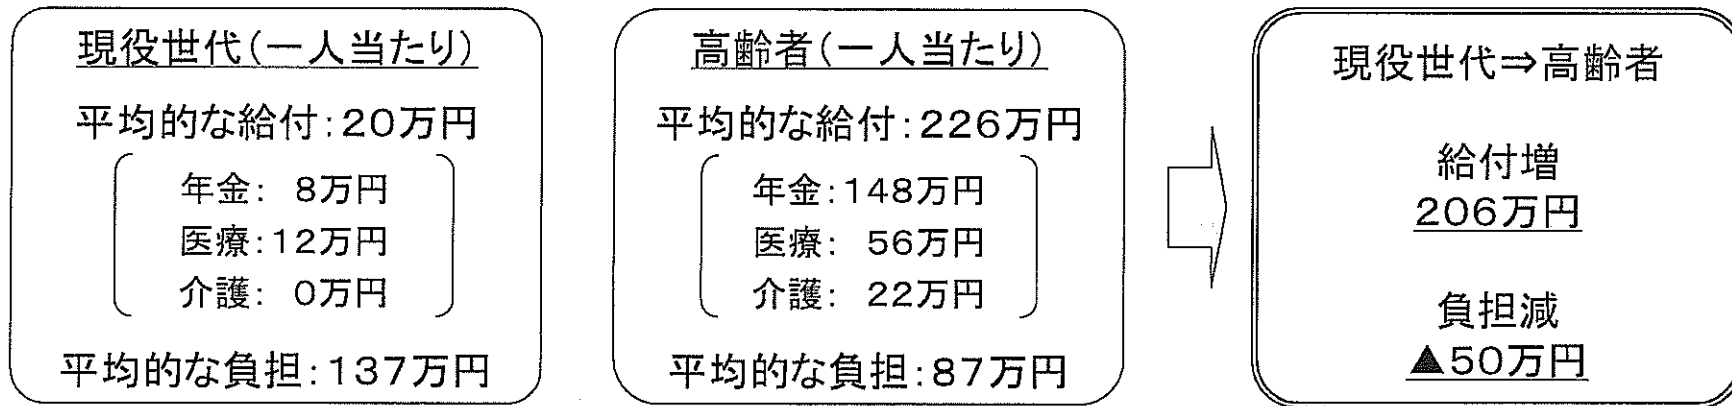 現役世代(一人当たり)
平均的な給付:20万円
年金: 8万円
医療:12万円
介護: 0万円
平均的な負担:137万円
高齢者(一人当たり)
平均的な給付:226万円
年金:148万円
医療: 56万円
介護: 22万円
平均的な負担:87万円
現役世代⇒高齢者
給付増
206万円
負担減
▲50万円